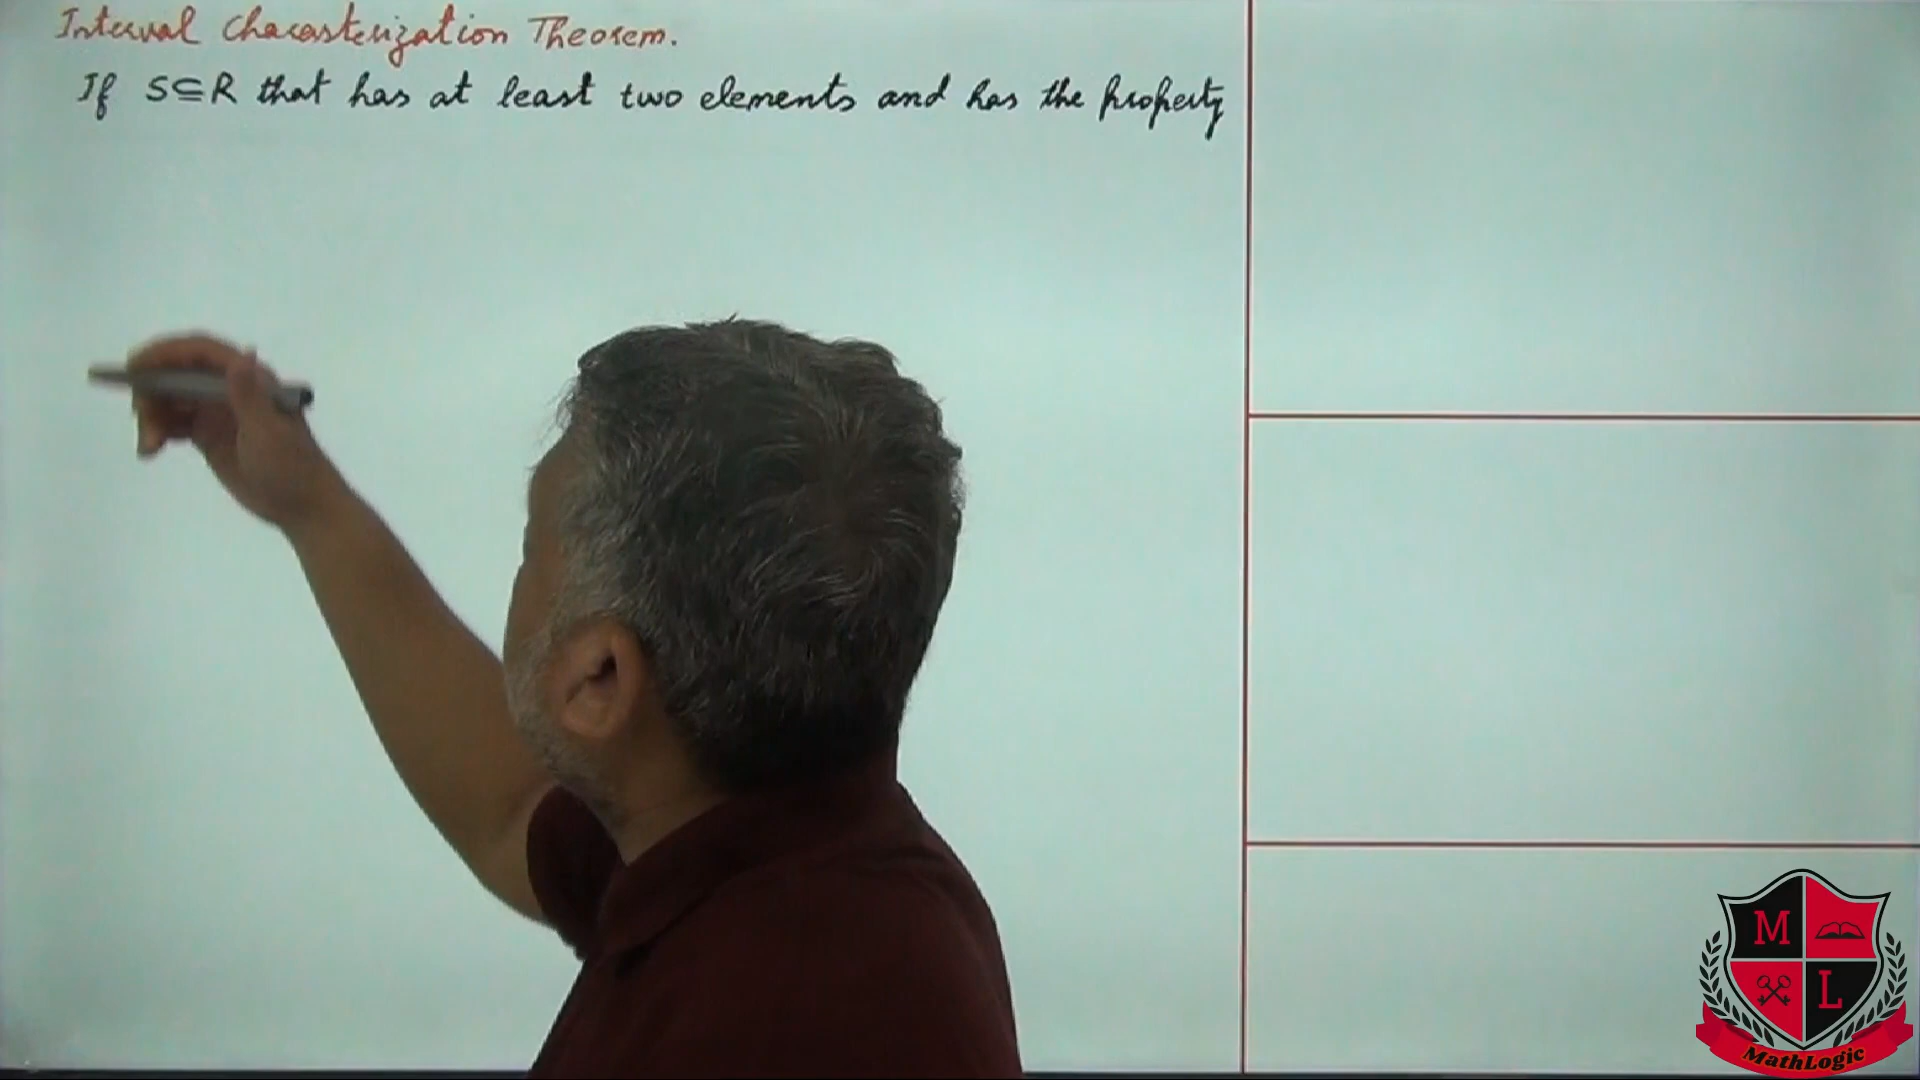 Interval Characterization Theorem.
If S⊆R that has at least two elements and has the property
M
L
MathLogic